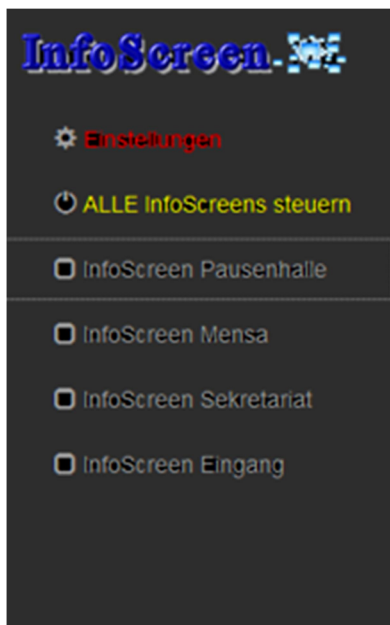 InfoScreen
Einstellungen
ALLE InfoScreens steuern
InfoScreen Pausenhalle
InfoScreen Mensa
InfoScreen Sekretariat
InfoScreen Eingang